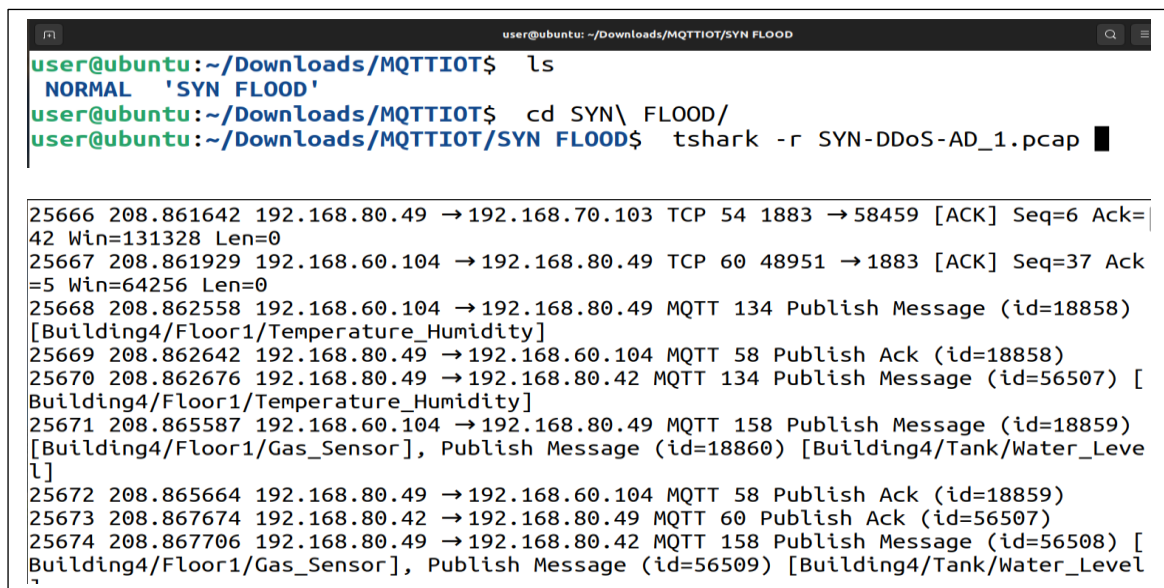 user@ubuntu: ~/Downloads/MQTTIOT/SYN FLOOD
user@ubuntu:~/Downloads/MQTTIOT$ ls
NORMAL 'SYN FLOOD'
user@ubuntu:~/Downloads/MQTTIOT$ cd SYN\ FLOOD/
user@ubuntu:~/Downloads/MQTTIOT/SYN FLOOD$ tshark -r SYN-DDoS-AD_1.pcap
25666 208.861642 192.168.80.49 → 192.168.70.103 TCP 54 1883 → 58459 [ACK] Seq=6 Ack=
42 Win=131328 Len=0
25667 208.861929 192.168.60.104 → 192.168.80.49 TCP 60 48951 → 1883 [ACK] Seq=37 Ack
=5 Win=64256 Len=0
25668 208.862558 192.168.60.104 → 192.168.80.49 MQTT 134 Publish Message (id=18858)
[Building4/Floor1/Temperature_Humidity]
25669 208.862642 192.168.80.49 → 192.168.60.104 MQTT 58 Publish Ack (id=18858)
25670 208.862676 192.168.80.49 → 192.168.80.42 MQTT 134 Publish Message (id=56507) [
Building4/Floor1/Temperature_Humidity]
25671 208.865587 192.168.60.104 → 192.168.80.49 MQTT 158 Publish Message (id=18859)
[Building4/Floor1/Gas_Sensor], Publish Message (id=18860) [Building4/Tank/Water_Leve
l]
25672 208.865664 192.168.80.49 → 192.168.60.104 MQTT 58 Publish Ack (id=18859)
25673 208.867674 192.168.80.42 → 192.168.80.49 MQTT 60 Publish Ack (id=56507)
25674 208.867706 192.168.80.49 → 192.168.80.42 MQTT 158 Publish Message (id=56508) [
Building4/Floor1/Gas_Sensor], Publish Message (id=56509) [Building4/Tank/Water_Level